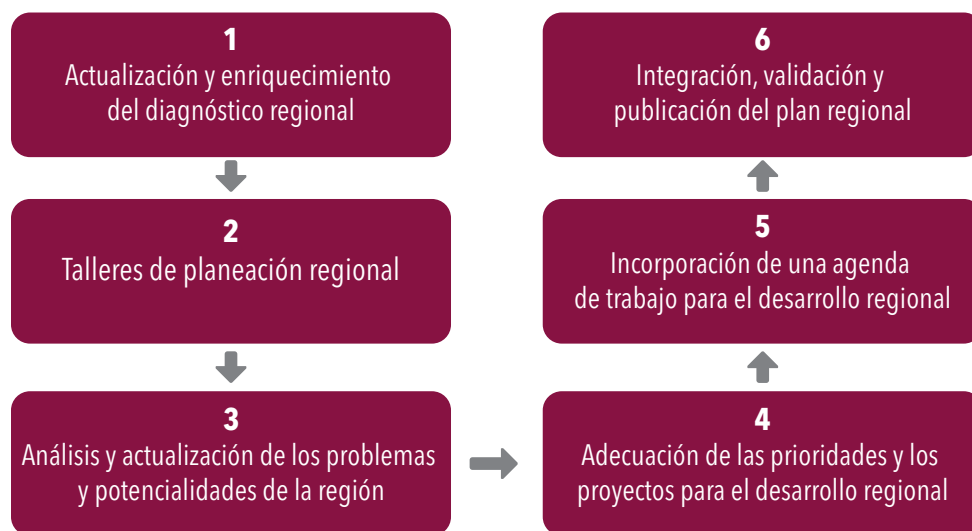 1
Actualización y enriquecimiento
del diagnóstico regional
2
Talleres de planeación regional
3
Análisis y actualización de los problemas
y potencialidades de la región
4
Adecuación de las prioridades y los
proyectos para el desarrollo regional
5
Incorporación de una agenda
de trabajo para el desarrollo regional
6
Integración, validación y
publicación del plan regional